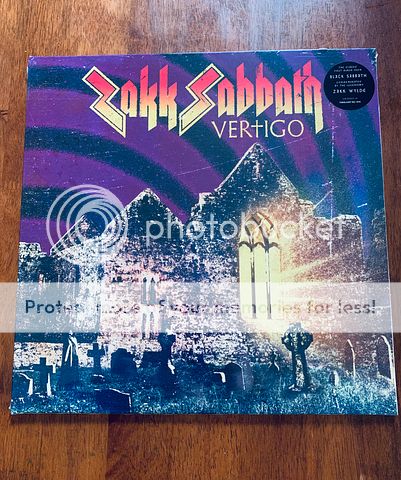 Zakk Sabbath
VERTIGO
BLACK SABBATH
ZAKK WYLDE
photobucket
Protect more of your memories for less!